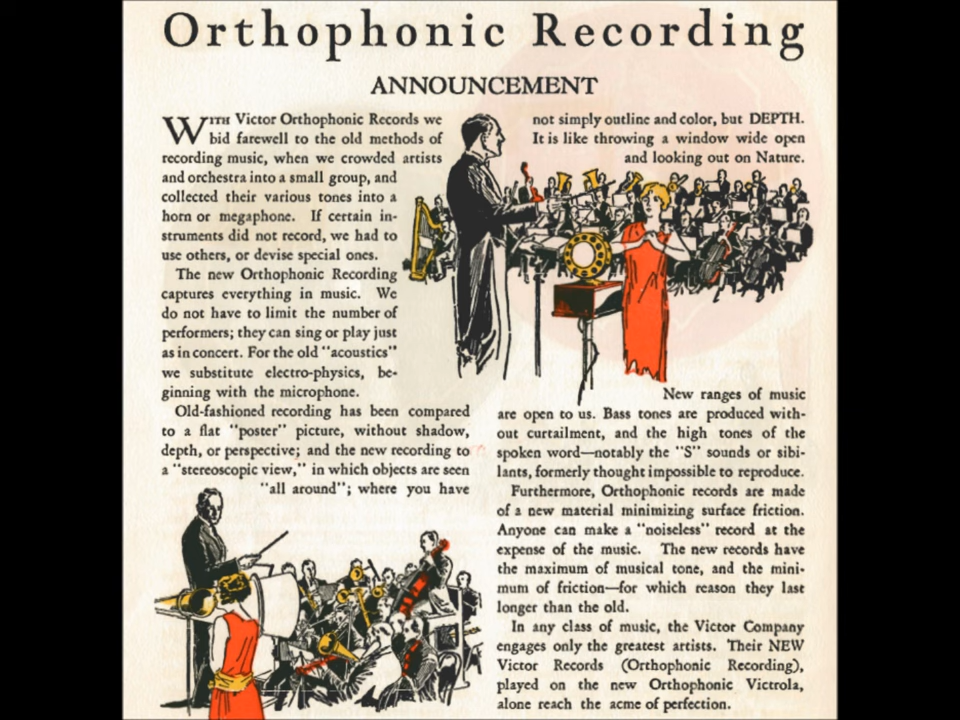 Orthophonic Recording
ANNOUNCEMENT
WITH Victor Orthophonic Records we
bid farewell to the old methods of
recording music, when we crowded artists
and orchestra into a small group, and
collected their various tones into a
horn or megaphone. If certain in-
struments did not record, we had to
use others, or devise special ones.
The new Orthophonic Recording
captures everything in music. We
do not have to limit the number of
performers; they can sing or play just
as in concert. For the old "acoustics"
we substitute electro-physics, be-
ginning with the microphone.
Old-fashioned recording has been compared
to a flat "poster" picture, without shadow,
depth, or perspective; and the new recording to
a "stereoscopic view," in which objects are seen
"all around"; where you have
not simply outline and color, but DEPTH.
It is like throwing a window wide open
and looking out on Nature.
New ranges of music
are open to us. Bass tones are produced with-
out curtailment, and the high tones of the
spoken word—notably the "S" sounds or sibi-
lants, formerly thought impossible to reproduce.
Furthermore, Orthophonic records are made
of a new material minimizing surface friction.
Anyone can make a "noiseless" record at the
expense of the music. The new records have
the maximum of musical tone, and the mini-
mum of friction—for which reason they last
longer than the old.
In any class of music, the Victor Company
engages only the greatest artists. Their NEW
Victor Records (Orthophonic Recording),
played on the new Orthophonic Victrola,
alone reach the acme of perfection.